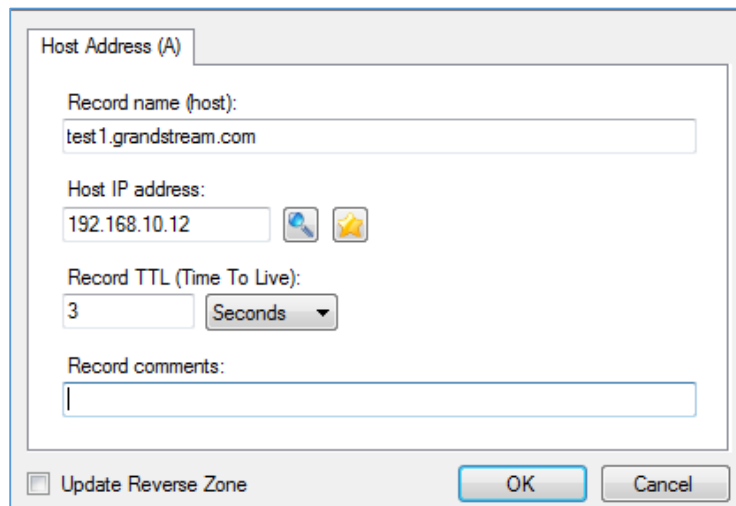 Host Address (A)
Record name (host):
test1.grandstream.com
Host IP address:
192.168.10.12
Record TTL (Time To Live):
3 Seconds
Record comments:
Update Reverse Zone OK Cancel